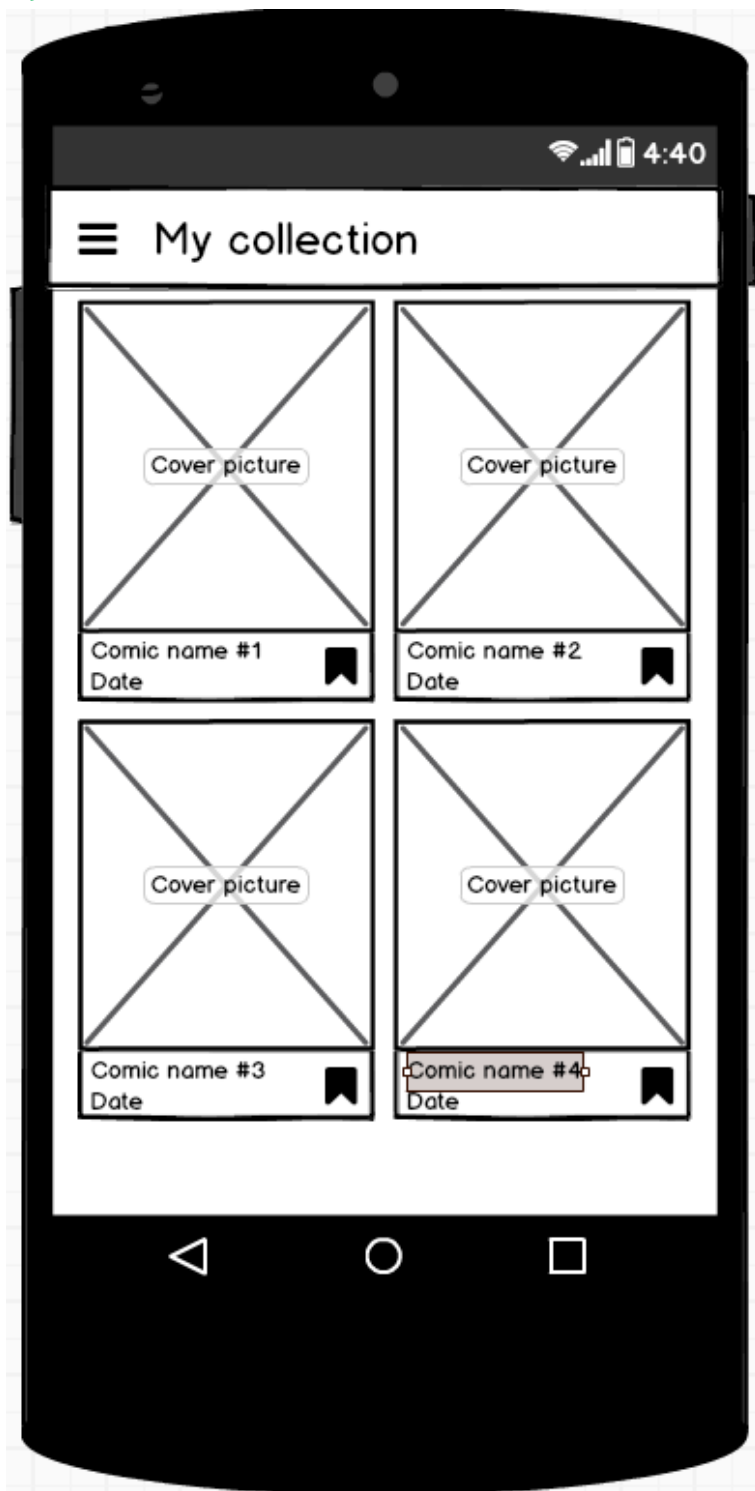 4:40
My collection
Cover picture
Cover picture
Comic name #1
Date
Comic name #2
Date
Cover picture
Cover picture
Comic name #3
Date
Comic name #4
Date